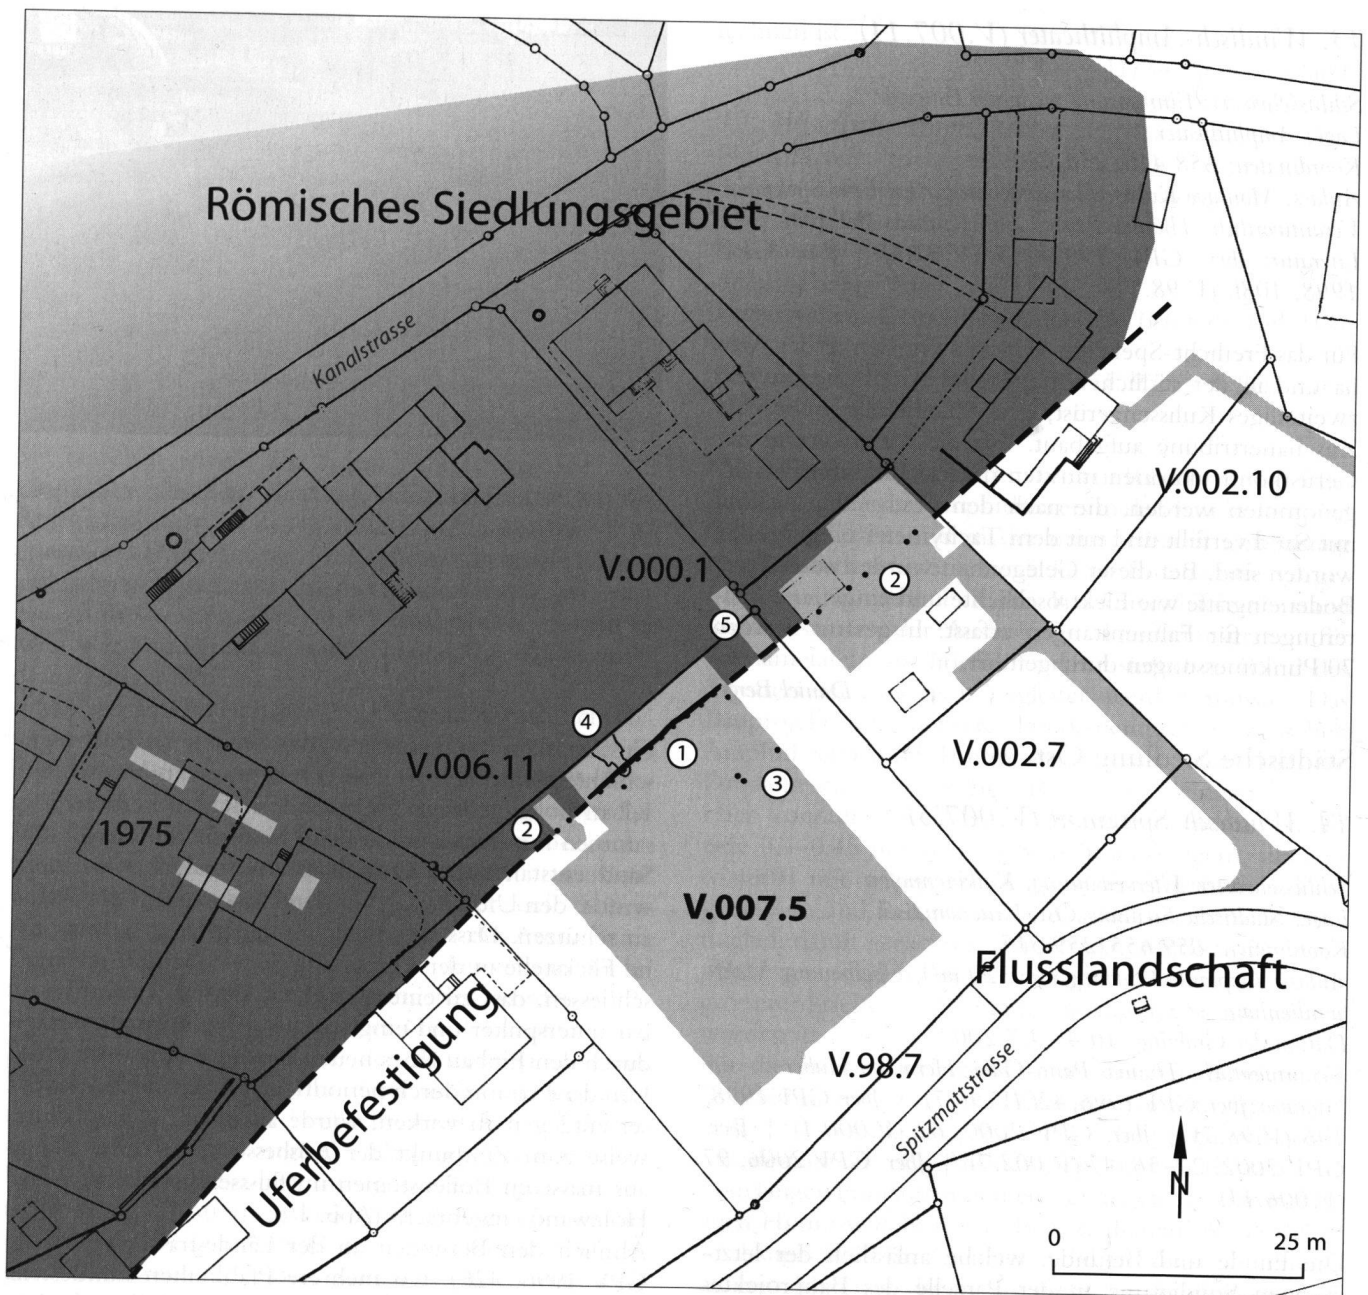 Römisches Siedlungsgebiet
Kanalstrasse
V.002.10
V.000.1
2
5
4
V.006.11
1
V.002.7
3
1975
2
V.007.5
Flusslandschaft
Uferbefestigung
V.98.7
Spitzmattstrasse
N
0 25 m